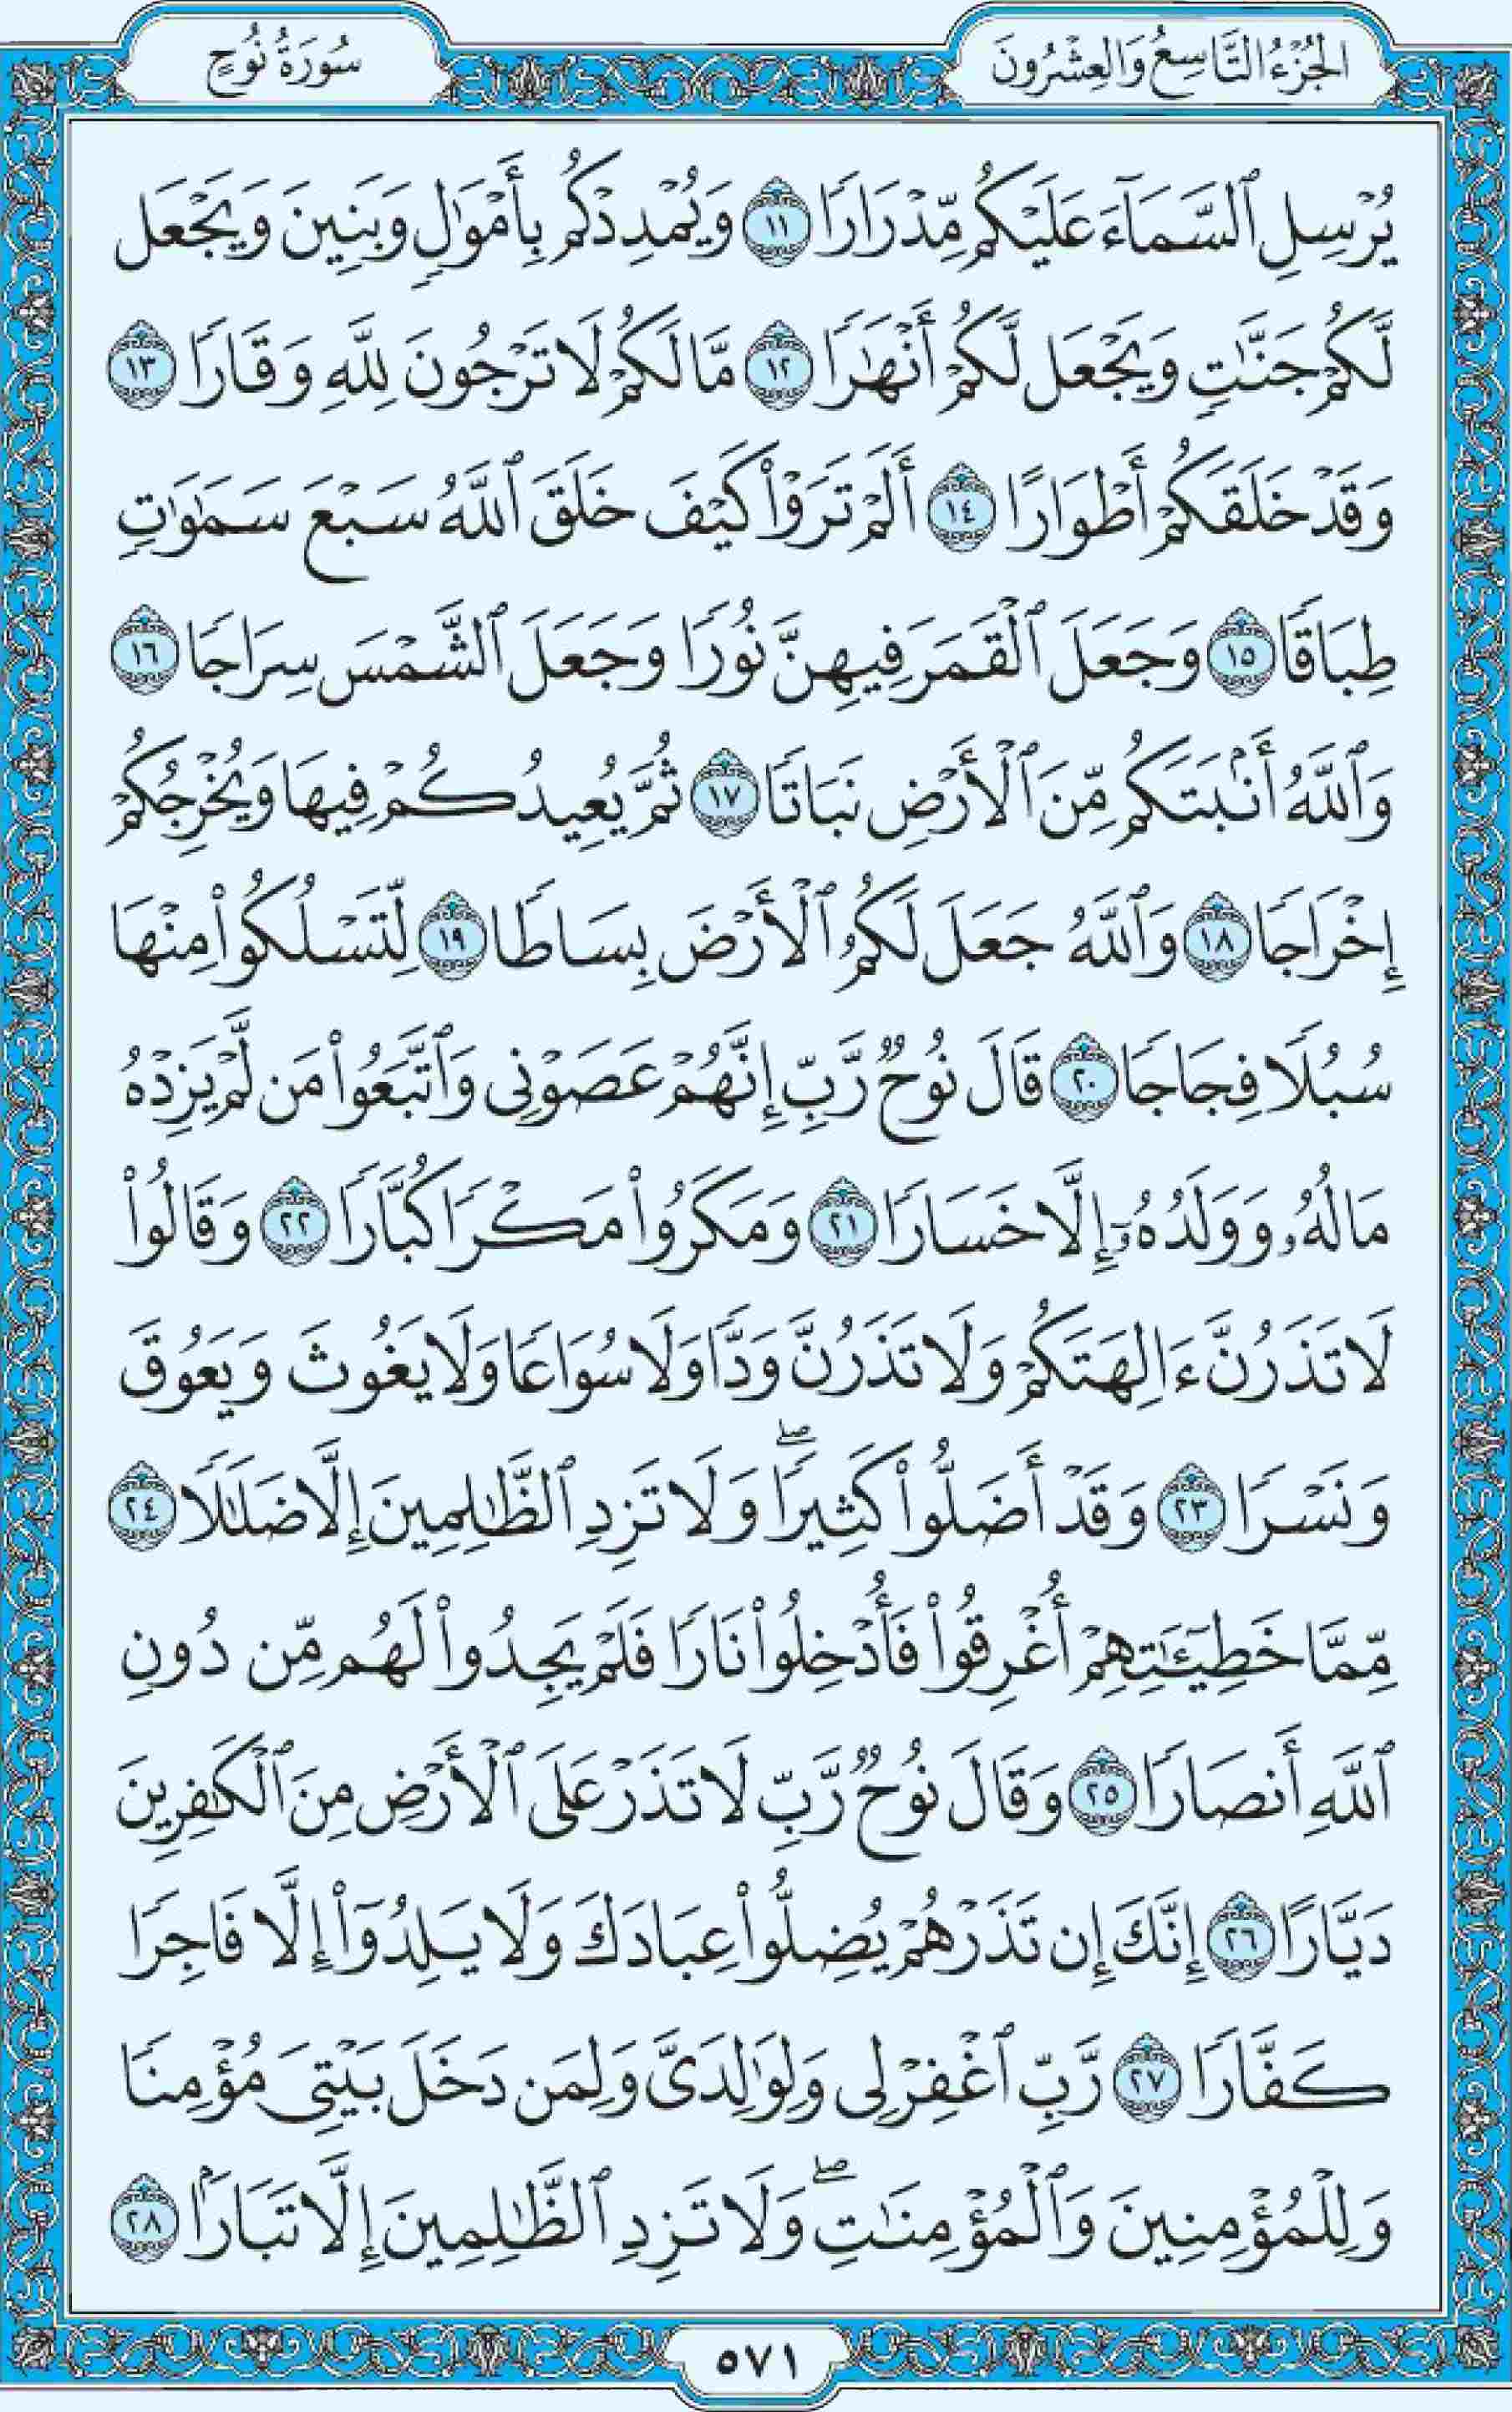 الجُزْءُ التَّاسِعُ وَالعِشْرُونَ
سُورَةُ نُوحٍ
يُرْسِلِ ٱلسَّمَآءَ عَلَيْكُم مِّدْرَارًا ١١ وَيُمْدِدْكُم بِأَمْوَٰلٍ وَبَنِينَ وَيَجْعَل
لَّكُمْ جَنَّٰتٍ وَيَجْعَل لَّكُمْ أَنْهَٰرًا ١٢ مَّا لَكُمْ لَا تَرْجُونَ لِلَّهِ وَقَارًا ١٣
وَقَدْ خَلَقَكُمْ أَطْوَارًا ١٤ أَلَمْ تَرَوْا۟ كَيْفَ خَلَقَ ٱللَّهُ سَبْعَ سَمَٰوَٰتٍ
طِبَاقًا ١٥ وَجَعَلَ ٱلْقَمَرَ فِيهِنَّ نُورًا وَجَعَلَ ٱلشَّمْسَ سِرَاجًا ١٦
وَٱللَّهُ أَنۢبَتَكُم مِّنَ ٱلْأَرْضِ نَبَاتًا ١٧ ثُمَّ يُعِيدُكُمْ فِيهَا وَيُخْرِجُكُمْ
إِخْرَاجًا ١٨ وَٱللَّهُ جَعَلَ لَكُمُ ٱلْأَرْضَ بِسَاطًا ١٩ لِّتَسْلُكُوا۟ مِنْهَا
سُبُلًا فِجَاجًا ٢٠ قَالَ نُوحٌ رَّبِّ إِنَّهُمْ عَصَوْنِى وَٱتَّبَعُوا۟ مَن لَّمْ يَزِدْهُ
مَالُهُۥ وَوَلَدُهُۥٓ إِلَّا خَسَارًا ٢١ وَمَكَرُوا۟ مَكْرًا كُبَّارًا ٢٢ وَقَالُوا۟
لَا تَذَرُنَّ ءَالِهَتَكُمْ وَلَا تَذَرُنَّ وَدًّا وَلَا سُوَاعًا وَلَا يَغُوثَ وَيَعُوقَ
وَنَسْرًا ٢٣ وَقَدْ أَضَلُّوا۟ كَثِيرًا ۖ وَلَا تَزِدِ ٱلظَّٰلِمِينَ إِلَّا ضَلَٰلًا ٢٤
مِّمَّا خَطِيٓـَٰٔتِهِمْ أُغْرِقُوا۟ فَأُدْخِلُوا۟ نَارًا فَلَمْ يَجِدُوا۟ لَهُم مِّن دُونِ
ٱللَّهِ أَنصَارًا ٢٥ وَقَالَ نُوحٌ رَّبِّ لَا تَذَرْ عَلَى ٱلْأَرْضِ مِنَ ٱلْكَٰفِرِينَ
دَيَّارًا ٢٦ إِنَّكَ إِن تَذَرْهُمْ يُضِلُّوا۟ عِبَادَكَ وَلَا يَلِدُوٓا۟ إِلَّا فَاجِرًا
كَفَّارًا ٢٧ رَّبِّ ٱغْفِرْ لِى وَلِوَٰلِدَىَّ وَلِمَن دَخَلَ بَيْتِىَ مُؤْمِنًا
وَلِلْمُؤْمِنِينَ وَٱلْمُؤْمِنَٰتِ ۖ وَلَا تَزِدِ ٱلظَّٰلِمِينَ إِلَّا تَبَارًۢا ٢٨
٥٧١